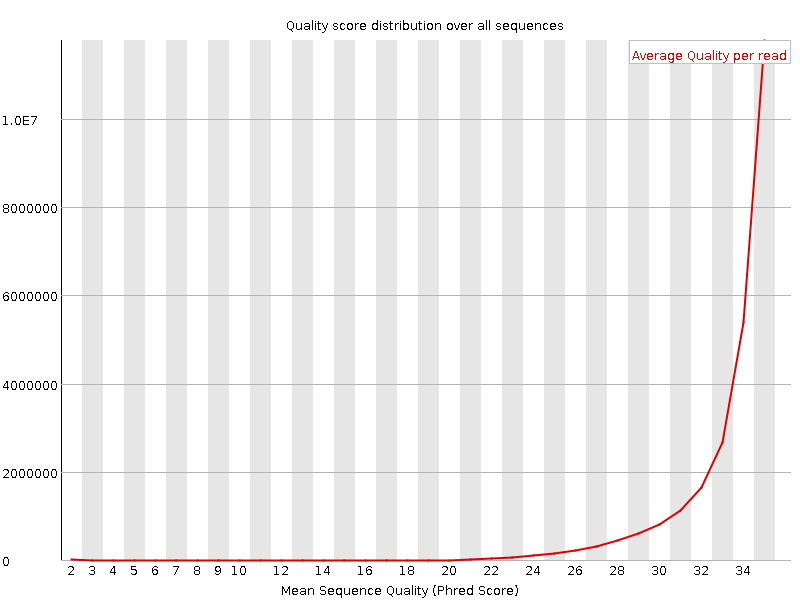 Quality score distribution over all sequences
Average Quality per read
1.0E7
8000000
6000000
4000000
2000000
0
2 3 4 5 6 7 8 9 10 12 14 16 18 20 22 24 26 28 30 32 34
Mean Sequence Quality (Phred Score)